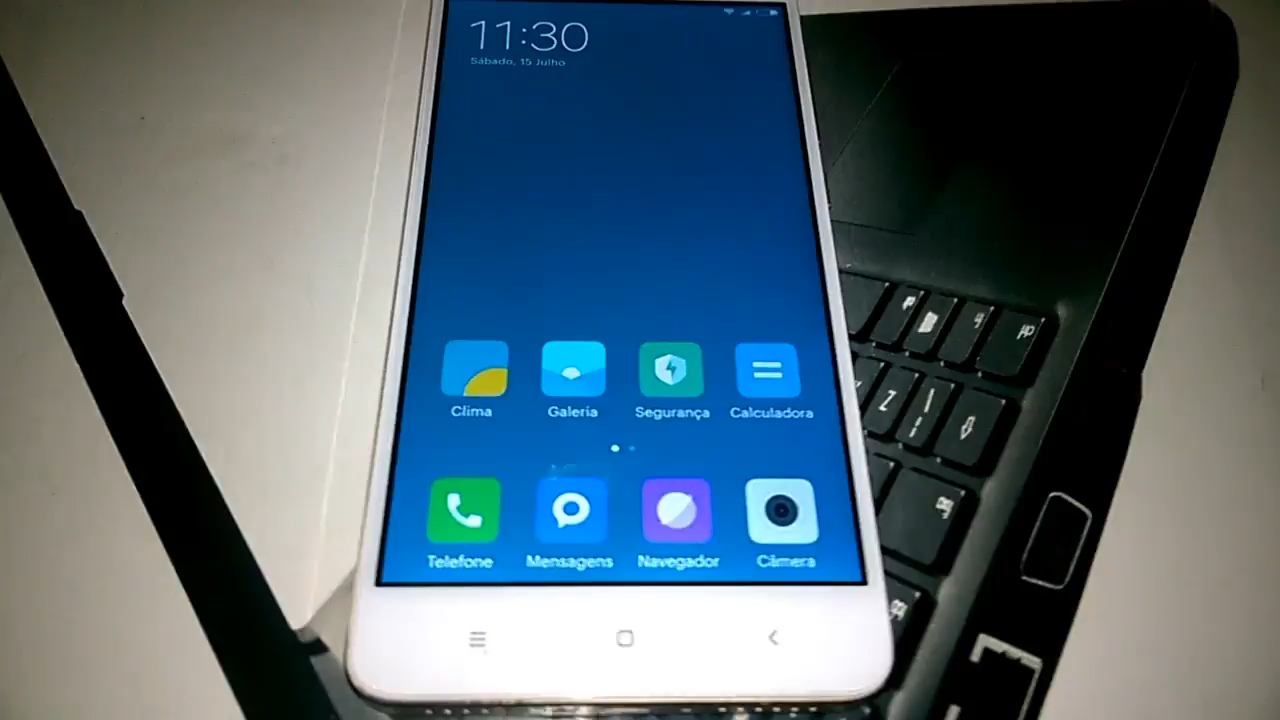 11:30
Sábado, 15 Julho
Clima Galeria Segurança Calculadora
Telefone Mensagens Navegador Câmera